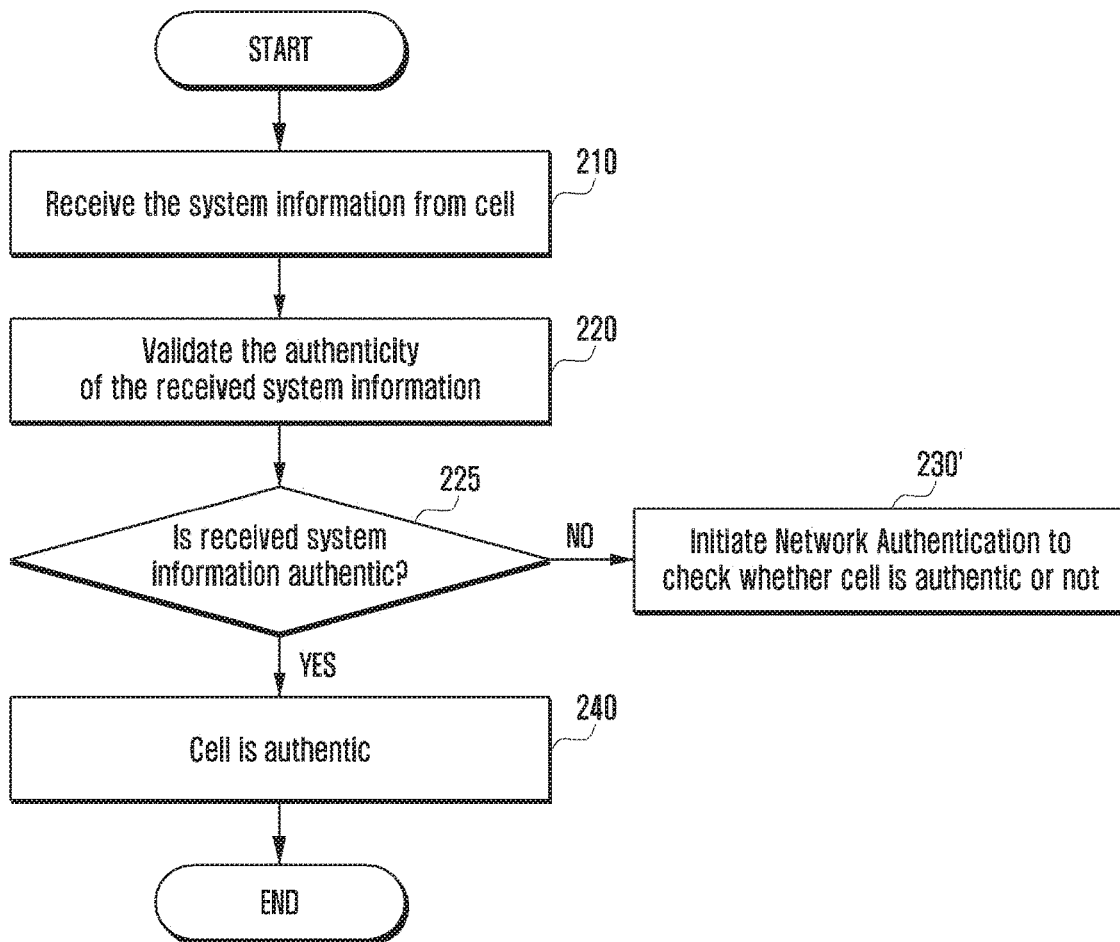 START
210
Receive the system information from cell
220
Validate the authenticity
of the received system information
225
Is received system
information authentic?
NO
230'
Initiate Network Authentication to
check whether cell is authentic or not
YES
240
Cell is authentic
END